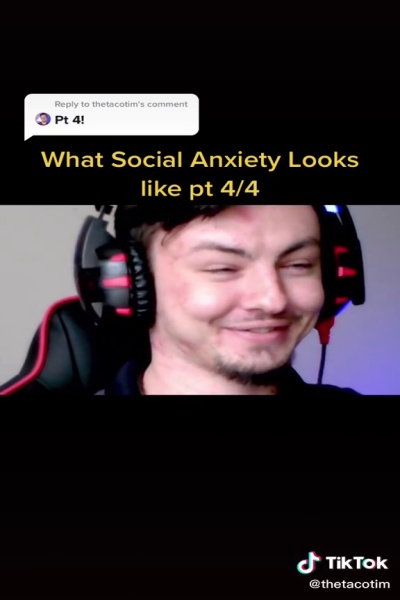 Reply to thetacotim's comment
Pt 4!
What Social Anxiety Looks
like pt 4/4
TikTok
@thetacotim